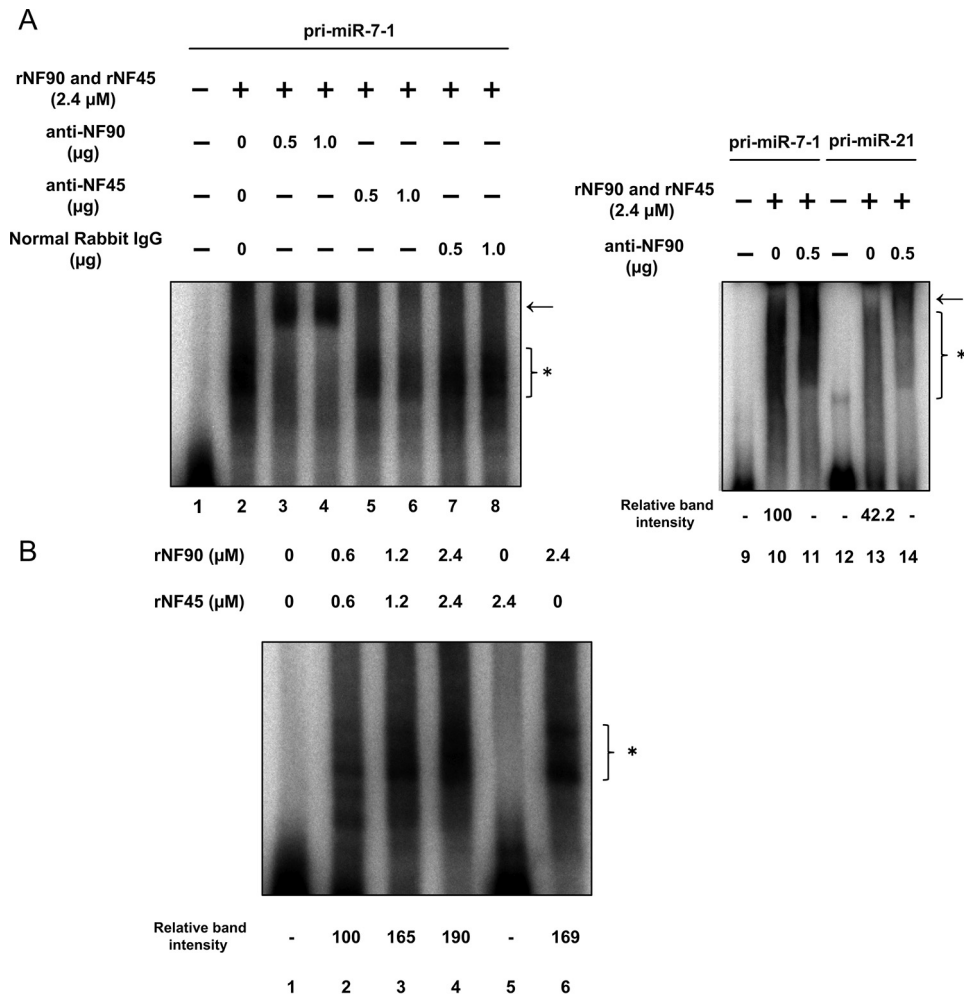 A
pri-miR-7-1
rNF90 and rNF45
(2.4 µM)
− + + + + + + +
anti-NF90
(µg)
− 0 0.5 1.0 − − − −
anti-NF45
(µg)
− 0 − − 0.5 1.0 − −
Normal Rabbit IgG
(µg)
− 0 − − − − 0.5 1.0
←
*
1 2 3 4 5 6 7 8
pri-miR-7-1 pri-miR-21
rNF90 and rNF45
(2.4 µM)
− + + − + +
anti-NF90
(µg)
− 0 0.5 − 0 0.5
←
*
Relative band
intensity
- 100 - - 42.2 -
9 10 11 12 13 14
B
rNF90 (µM) 0 0.6 1.2 2.4 0 2.4
rNF45 (µM) 0 0.6 1.2 2.4 2.4 0
*
Relative band
intensity
- 100 165 190 - 169
1 2 3 4 5 6